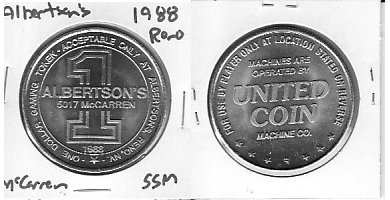 Albertson's 1988
Reno
ONE DOLLAR GAMING TOKEN • ACCEPTABLE ONLY AT ALBERTSONS, RENO, NV.
1
ALBERTSON'S
5017 McCARREN
1988
McCarren SSM
FOR USE BY PLAYER ONLY AT LOCATION STATED ON REVERSE
MACHINES ARE
OPERATED BY
UNITED
COIN
MACHINE CO.